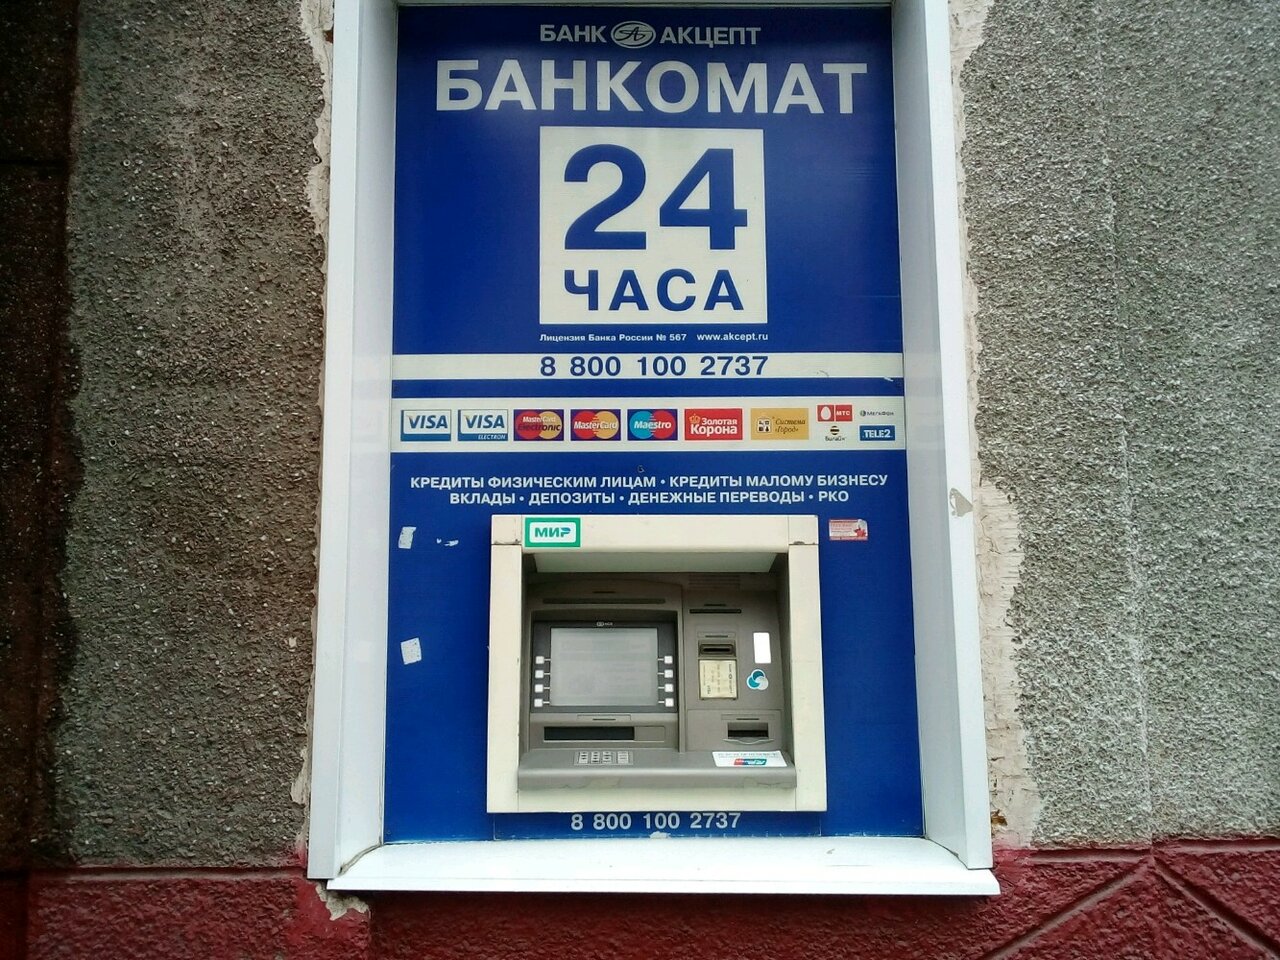 БАНК АКЦЕПТ
БАНКОМАТ
24
ЧАСА
Лицензия Банка России № 567 www.akcept.ru
8 800 100 2737
VISA VISA ELECTRON MasterCard Electronic MasterCard Maestro Золотая Корона Система «Город» МТС МЕГАФОН Билайн TELE2
КРЕДИТЫ ФИЗИЧЕСКИМ ЛИЦАМ • КРЕДИТЫ МАЛОМУ БИЗНЕСУ
ВКЛАДЫ • ДЕПОЗИТЫ • ДЕНЕЖНЫЕ ПЕРЕВОДЫ • РКО
МИР
8 800 100 2737